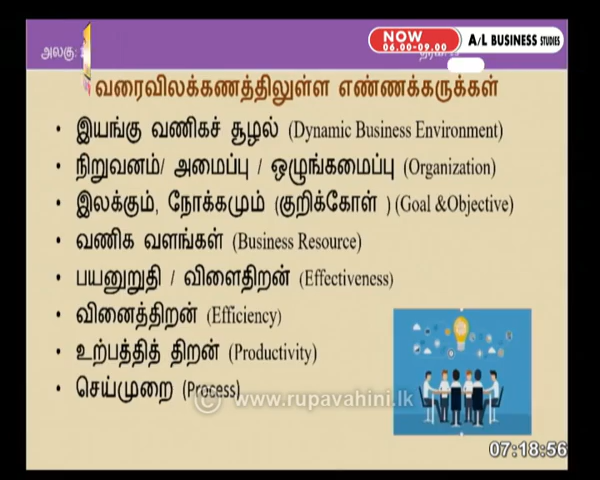 NOW
06.00-09.00
A/L BUSINESS STUDIES
அலகு:
வரைவிலக்கணத்திலுள்ள எண்ணக்கருக்கள்
• இயங்கு வணிகச் சூழல் (Dynamic Business Environment)
• நிறுவனம்/ அமைப்பு / ஒழுங்கமைப்பு (Organization)
• இலக்கும், நோக்கமும் (குறிக்கோள் ) (Goal &Objective)
• வணிக வளங்கள் (Business Resource)
• பயனுறுதி / விளைதிறன் (Effectiveness)
• வினைத்திறன் (Efficiency)
• உற்பத்தித் திறன் (Productivity)
• செய்முறை (Process)
© www.rupavahini.lk
07:18:56